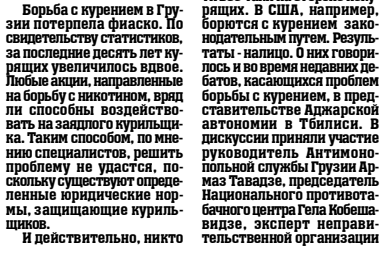 Борьба с курением в Гру-
зии потерпела фиаско. По
свидетельству статистиков,
за последние десять лет ку-
рящих увеличилось вдвое.
Любые акции, направленные
на борьбу с никотином, вряд
ли способны воздейство-
вать на заядлого курильщи-
ка. Таким способом, по мне-
нию специалистов, решить
проблему не удастся, по-
скольку существуют опреде-
ленные юридические нор-
мы, защищающие куриль-
щиков.
И действительно, никто
рящих. В США, например,
борются с курением зако-
нодательным путем. Резуль-
таты - налицо. О них говори-
лось и во время недавних де-
батов, касающихся проблем
борьбы с курением, в пред-
ставительстве Аджарской
автономии в Тбилиси. В
дискуссии приняли участие
руководитель Антимоно-
польной службы Грузии Ар-
маз Тавадзе, председатель
Национального противота-
бачного центра Гела Кобеша-
видзе, эксперт неправи-
тельственной организации